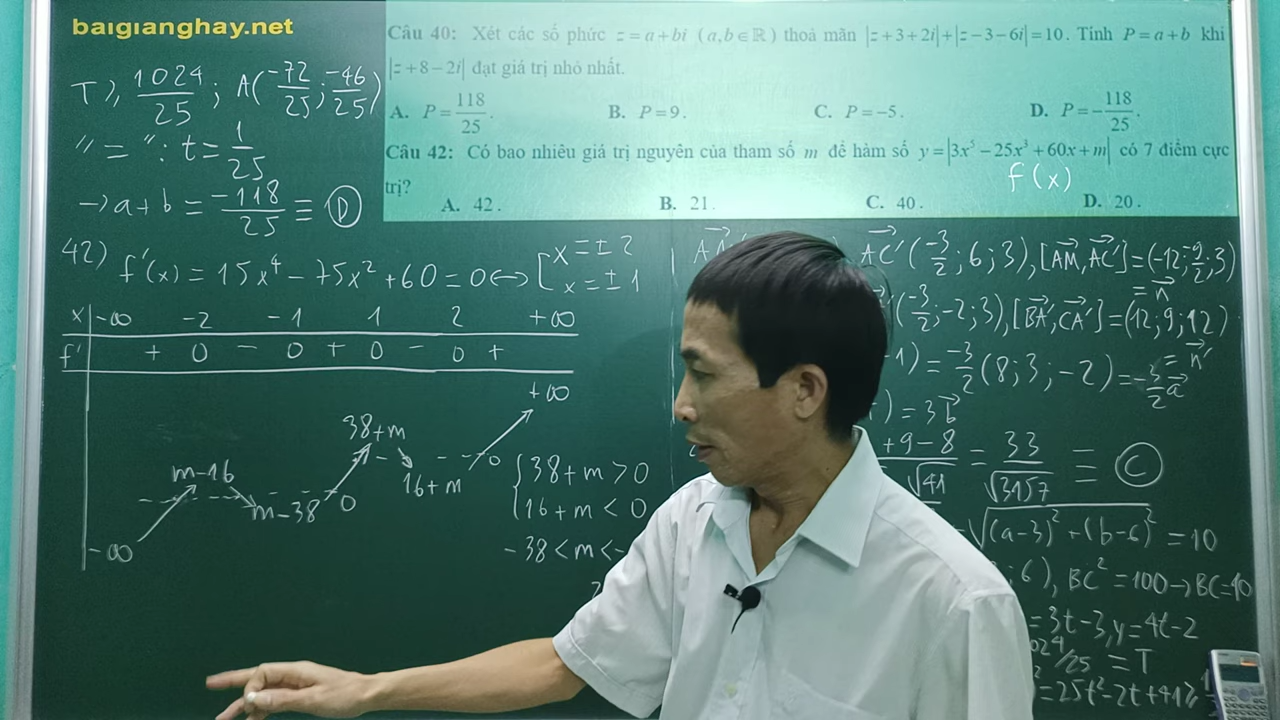 baigianghay.net
Câu 40: Xét các số phức z = a + bi (a, b ∈ ℝ) thoả mãn |z + 3 + 2i| + |z − 3 − 6i| = 10. Tính P = a + b khi
|z + 8 − 2i| đạt giá trị nhỏ nhất.
A. P = 118/25. B. P = 9. C. P = −5. D. P = −118/25.
Câu 42: Có bao nhiêu giá trị nguyên của tham số m để hàm số y = |3x⁵ − 25x³ + 60x + m| có 7 điểm cực
f(x)
trị?
A. 42. B. 21. C. 40. D. 20.
T ≥ 1024/25 ; A(−72/25 ; −46/25)
" = " : t = 1/25
→ a + b = −118/25 ≡ D
42) f'(x) = 15x⁴ − 75x² + 60 = 0 ⇔ [ x = ± 2
x = ± 1
x −∞ −2 −1 1 2 +∞
f' + 0 − 0 + 0 − 0 +
+∞
38 + m
m − 16
16 + m
0
m − 38
0
−∞
{ 38 + m > 0
16 + m < 0
−38 < m < −
AC'(−3/2 ; 6 ; 3), [AM, AC'] = (−12 ; −9/2 ; 3)
= n
(−3/2 ; −2 ; 3), [BA', CA'] = (12 ; 9 ; 12)
= n'
1) = −3/2 (8 ; 3 ; −2) = −3/2 a
) = 3b
+ 9 − 8
√41 = 33/√3157 ≡ C
√(a − 3)² + (b − 6)² = 10
; 6), BC² = 100 → BC = 10
= 3t − 3, y = 4t − 2
/25 = T
= 25t² − 2t + 41 ≥